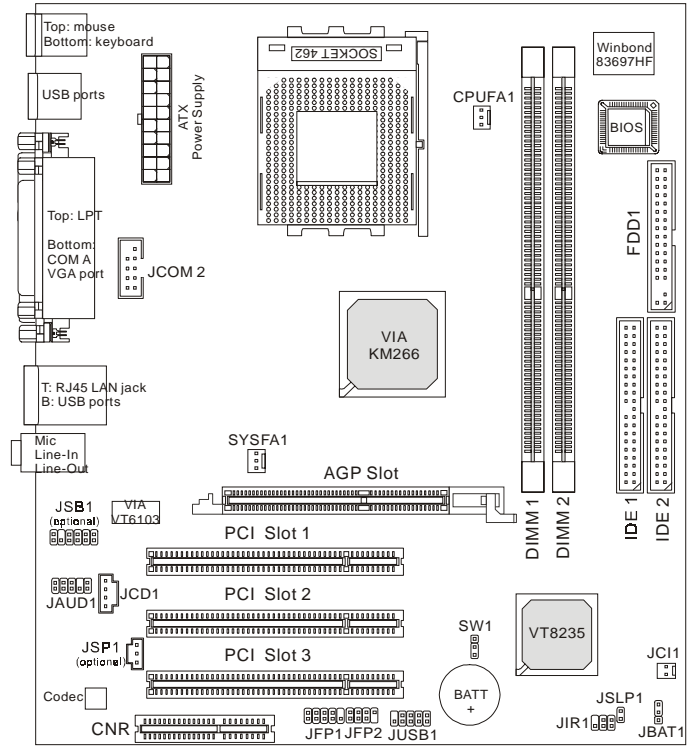 Top: mouse
Bottom: keyboard
SOCKET 462
Winbond
83697HF
USB ports
ATX
Power Supply
CPUFA1
BIOS
Top: LPT
Bottom:
COM A
VGA port
JCOM 2
FDD1
VIA
KM266
T: RJ45 LAN jack
B: USB ports
Mic
Line-In
Line-Out
SYSFA1
AGP Slot
DIMM 1
DIMM 2
IDE 1
IDE 2
JSB1
(optional)
VIA
VT6103
PCI Slot 1
JAUD1
JCD1
PCI Slot 2
SW1
VT8235
JSP1
(optional)
PCI Slot 3
JCI1
BATT
+
Codec
JSLP1
CNR
JFP1
JFP2
JUSB1
JIR1
JBAT1